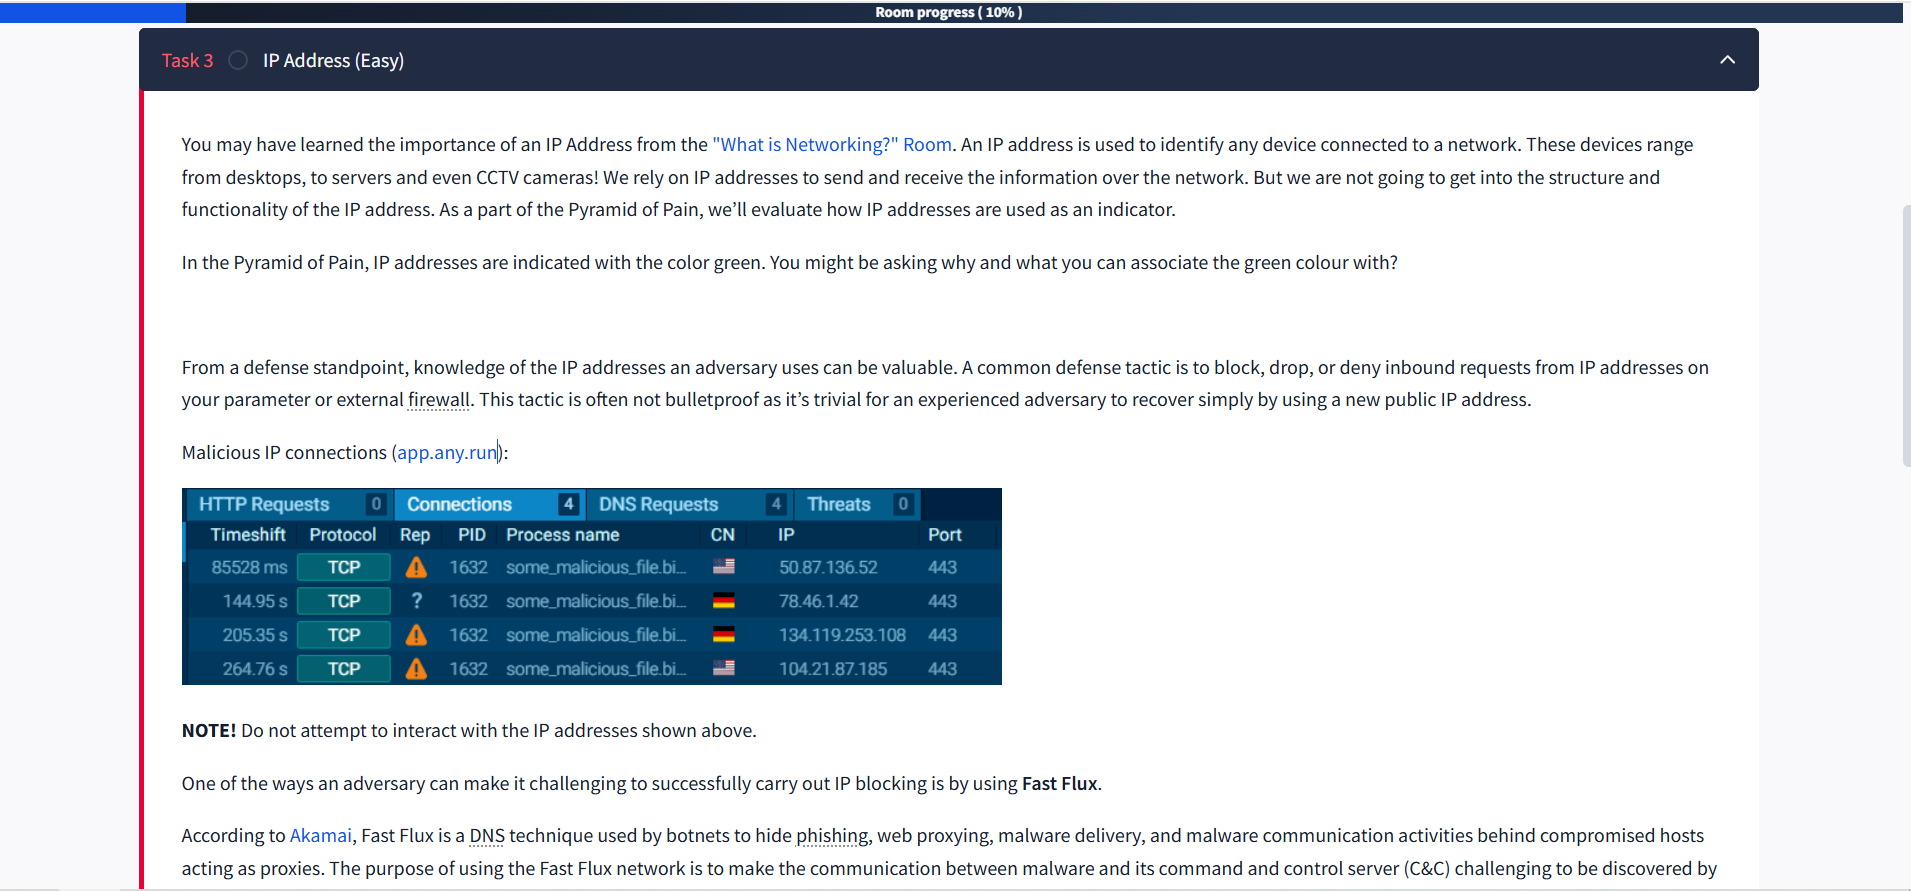 Room progress ( 10% )
Task 3 IP Address (Easy)
You may have learned the importance of an IP Address from the "What is Networking?" Room. An IP address is used to identify any device connected to a network. These devices range
from desktops, to servers and even CCTV cameras! We rely on IP addresses to send and receive the information over the network. But we are not going to get into the structure and
functionality of the IP address. As a part of the Pyramid of Pain, we’ll evaluate how IP addresses are used as an indicator.
In the Pyramid of Pain, IP addresses are indicated with the color green. You might be asking why and what you can associate the green colour with?
From a defense standpoint, knowledge of the IP addresses an adversary uses can be valuable. A common defense tactic is to block, drop, or deny inbound requests from IP addresses on
your parameter or external firewall. This tactic is often not bulletproof as it’s trivial for an experienced adversary to recover simply by using a new public IP address.
Malicious IP connections (app.any.run):
HTTP Requests 0 Connections 4 DNS Requests 4 Threats 0
Timeshift Protocol Rep PID Process name CN IP Port
85528 ms TCP 1632 some_malicious_file.bi... 50.87.136.52 443
144.95 s TCP ? 1632 some_malicious_file.bi... 78.46.1.42 443
205.35 s TCP 1632 some_malicious_file.bi... 134.119.253.108 443
264.76 s TCP 1632 some_malicious_file.bi... 104.21.87.185 443
NOTE! Do not attempt to interact with the IP addresses shown above.
One of the ways an adversary can make it challenging to successfully carry out IP blocking is by using Fast Flux.
According to Akamai, Fast Flux is a DNS technique used by botnets to hide phishing, web proxying, malware delivery, and malware communication activities behind compromised hosts
acting as proxies. The purpose of using the Fast Flux network is to make the communication between malware and its command and control server (C&C) challenging to be discovered by